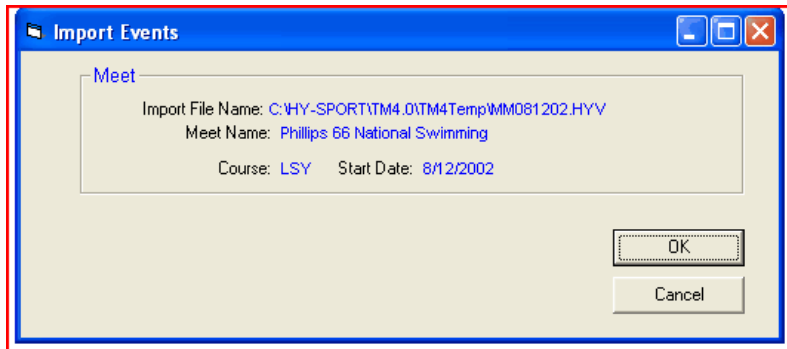 Import Events
Meet
Import File Name: C:\HY-SPORT\TM4.0\TM4Temp\MM081202.HYV
Meet Name: Phillips 66 National Swimming
Course: LSY Start Date: 8/12/2002
OK
Cancel